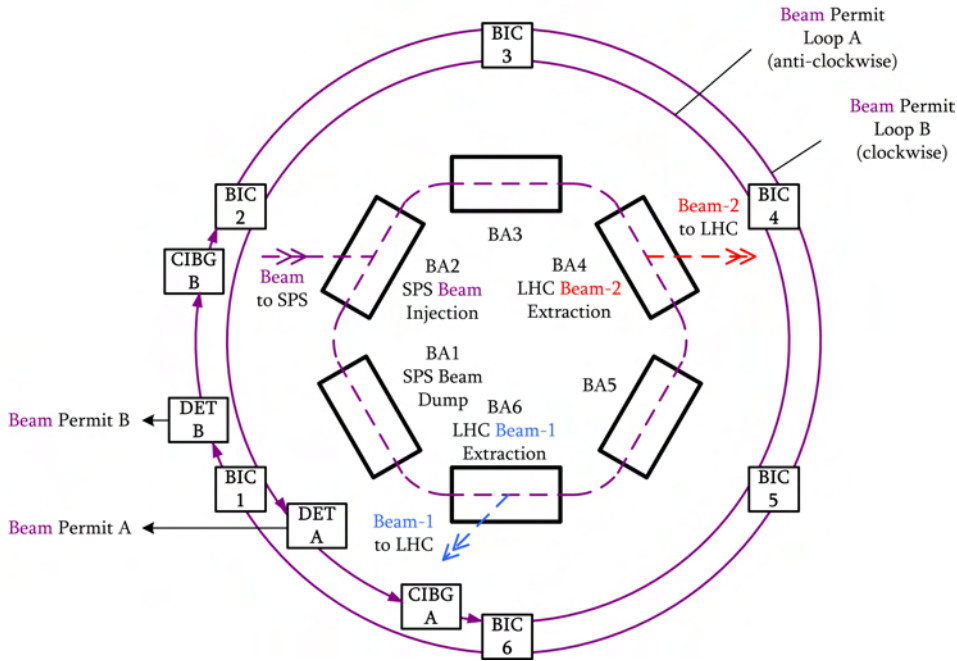 BIC
3
Beam Permit
Loop A
(anti-clockwise)
Beam Permit
Loop B
(clockwise)
BIC
2
BIC
4
BA3
Beam-2
to LHC
CIBG
B
Beam
to SPS
BA2
SPS Beam
Injection
BA4
LHC Beam-2
Extraction
BA1
SPS Beam
Dump
BA5
BA6
LHC Beam-1
Extraction
Beam Permit B
DET
B
BIC
1
BIC
5
Beam Permit A
DET
A
Beam-1
to LHC
CIBG
A
BIC
6